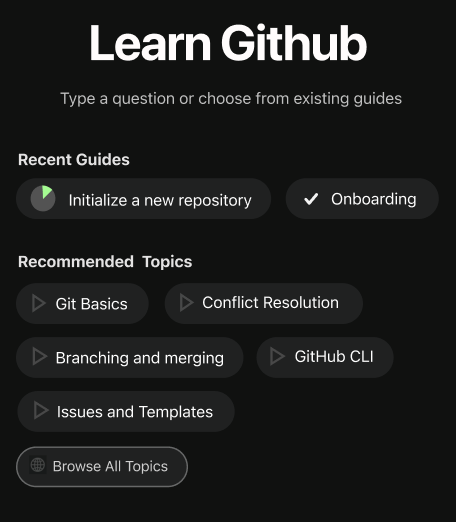 Learn Github
Type a question or choose from existing guides
Recent Guides
Initialize a new repository
Onboarding
Recommended Topics
Git Basics
Conflict Resolution
Branching and merging
GitHub CLI
Issues and Templates
Browse All Topics